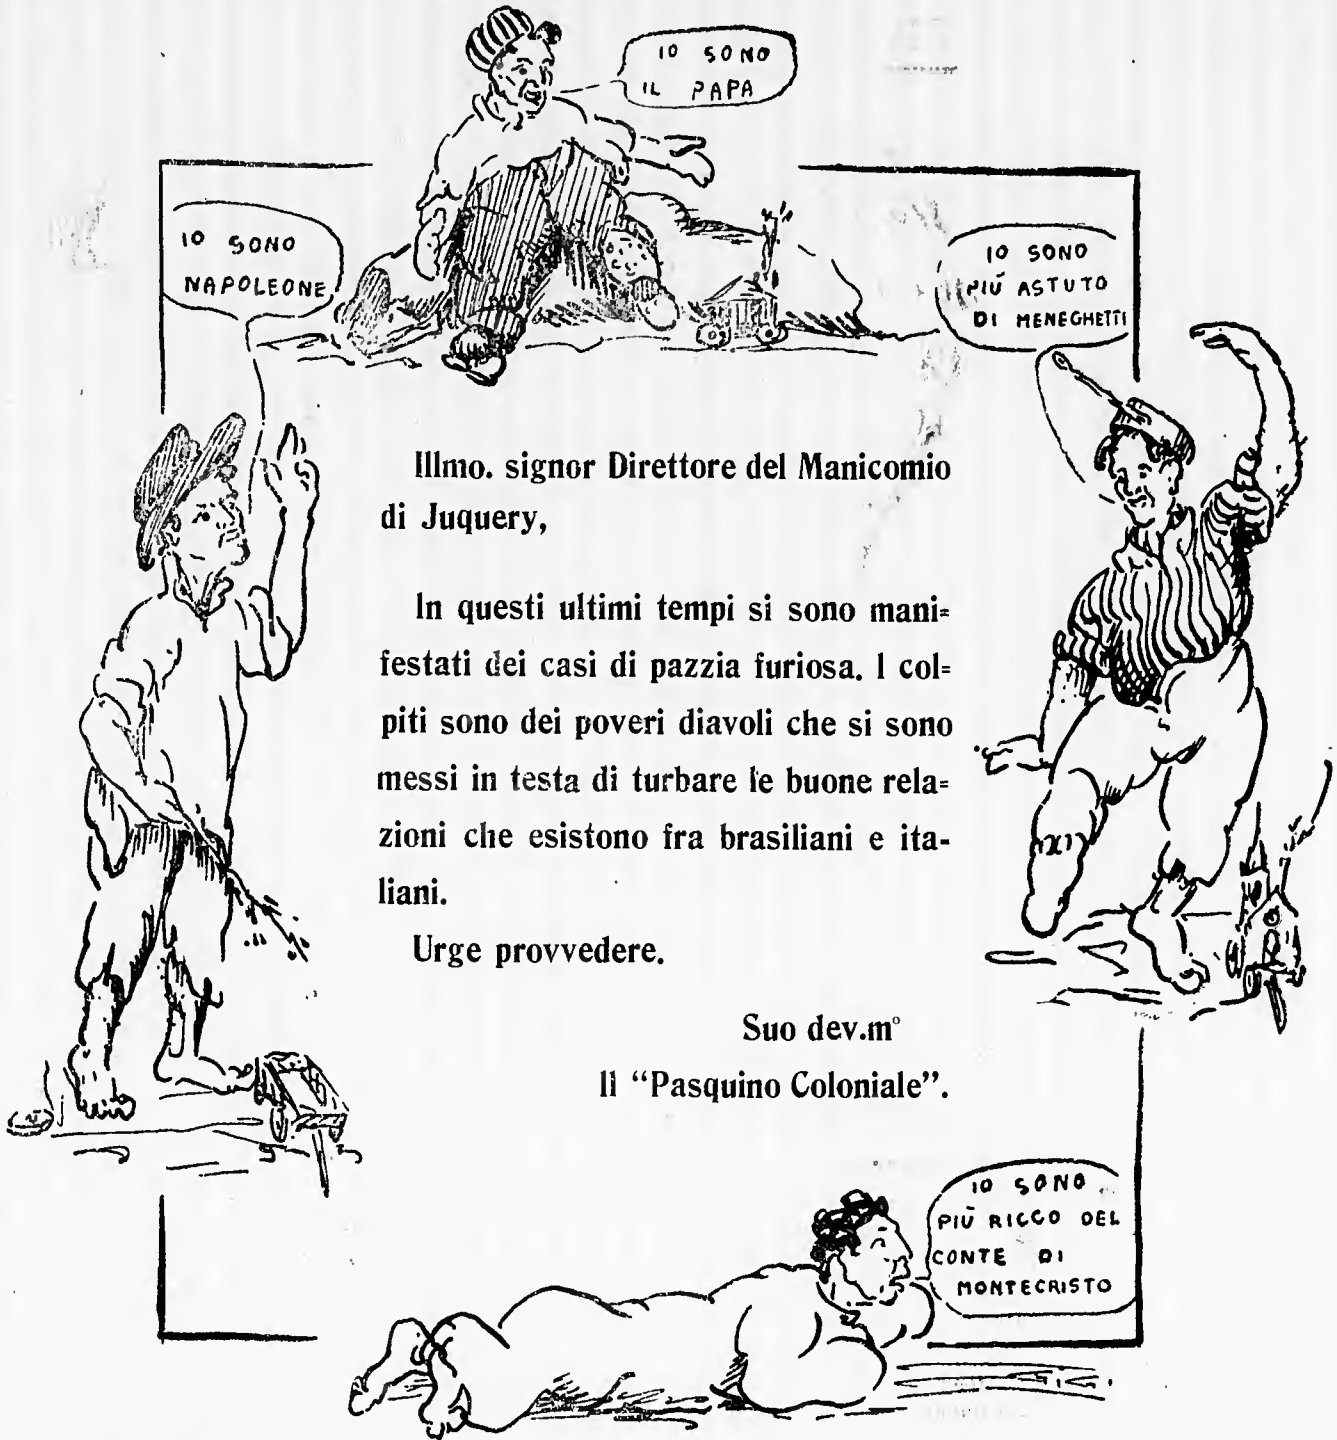 IO SONO
IL PAPA
IO SONO
NAPOLEONE
IO SONO
PIÚ ASTUTO
DI MENEGHETTI
Illmo. signor Direttore del Manicomio
di Juquery,
In questi ultimi tempi si sono mani=
festati dei casi di pazzia furiosa. I col=
piti sono dei poveri diavoli che si sono
messi in testa di turbare le buone rela=
zioni che esistono fra brasiliani e ita-
liani.
Urge provvedere.
Suo dev.m°
Il “Pasquino Coloniale”.
IO SONO
PIÚ RICCO DEL
CONTE DI
MONTECRISTO
GIGI.